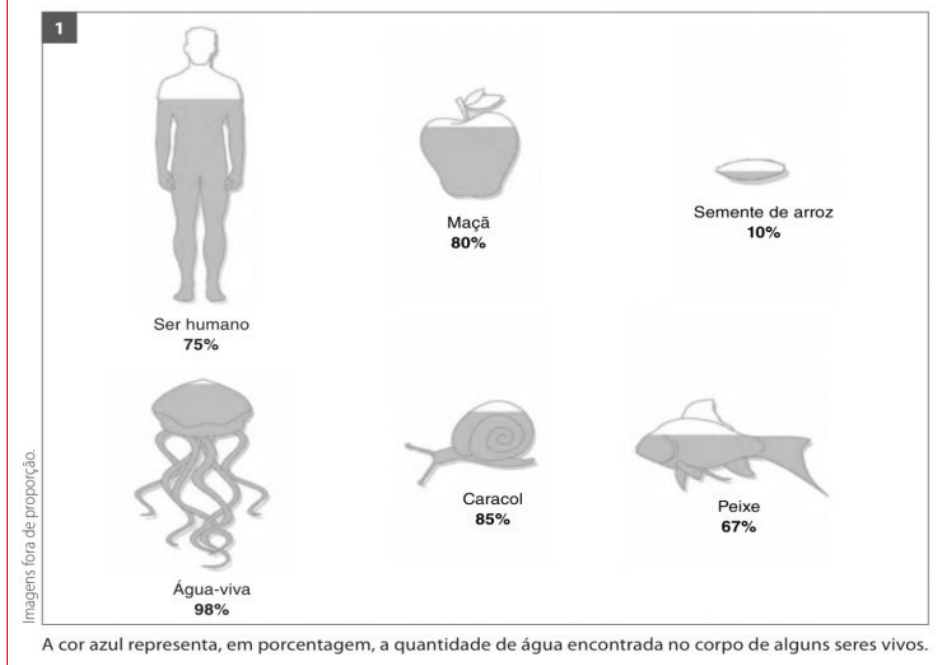 1
Maçã
80%
Semente de arroz
10%
Ser humano
75%
Água-viva
98%
Caracol
85%
Peixe
67%
Imagens fora de proporção.
A cor azul representa, em porcentagem, a quantidade de água encontrada no corpo de alguns seres vivos.